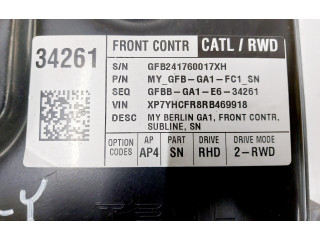 34261
FRONT CONTR CATL / RWD
S/N GFB241760017XH
P/N MY_GFB-GA1-FC1_SN
SEQ GFBB-GA1-E6-34261
VIN XP7YHCFR8RB469918
DESC MY BERLIN GA1, FRONT CONTR,
SUBLINE, SN
OPTION CODES AP PART DRIVE DRIVE MODE
AP4 SN RHD 2-RWD
-Y